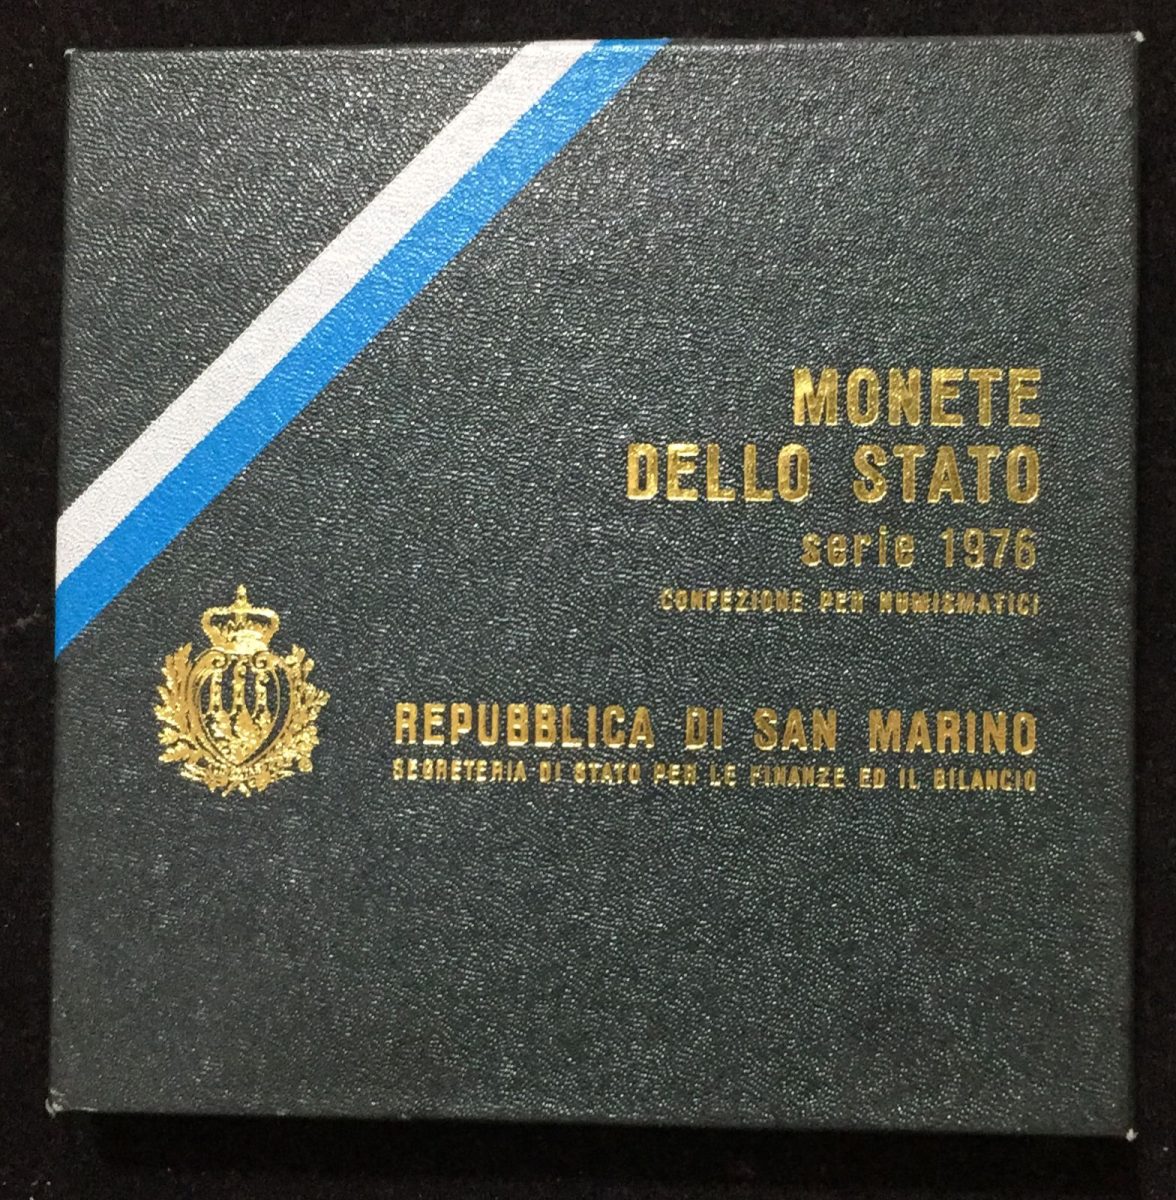 MONETE
DELLO STATO
serie 1976
CONFEZIONE PER NUMISMATICI
REPUBBLICA DI SAN MARINO
SEGRETERIA DI STATO PER LE FINANZE ED IL BILANCIO